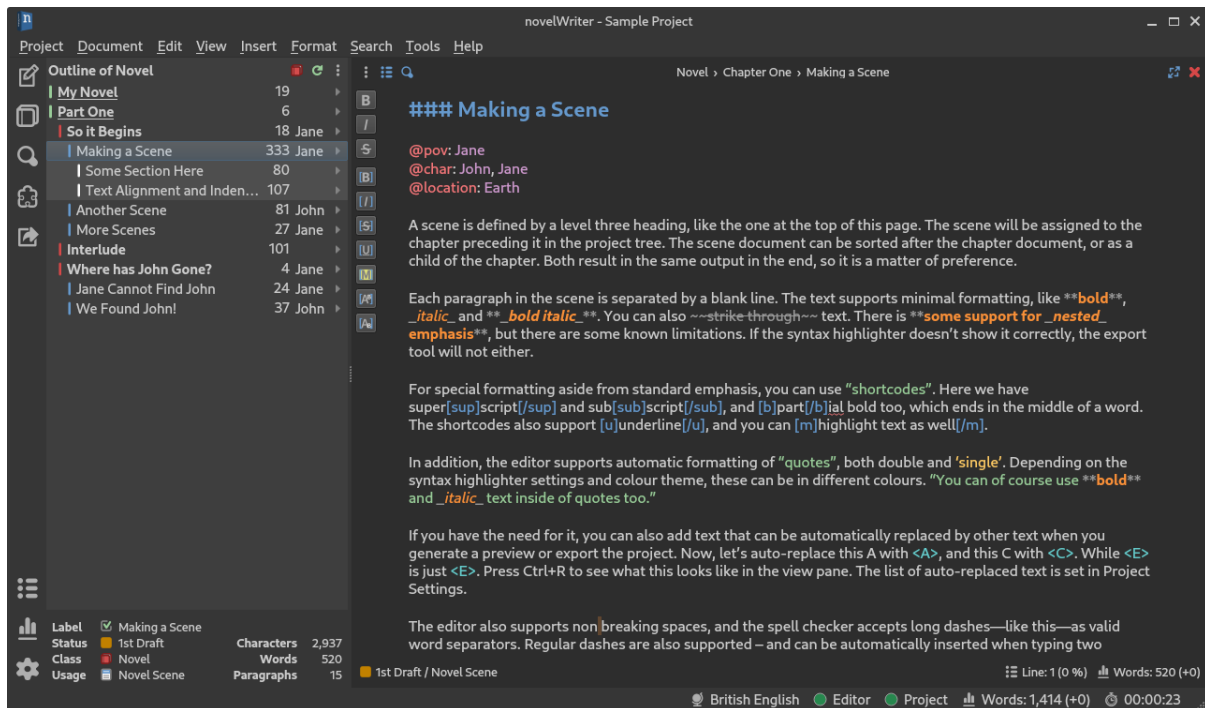 novelWriter - Sample Project
Project Document Edit View Insert Format Search Tools Help
Outline of Novel
My Novel 19
Part One 6
So it Begins 18 Jane
Making a Scene 333 Jane
Some Section Here 80
Text Alignment and Inden... 107
Another Scene 81 John
More Scenes 27 Jane
Interlude 101
Where has John Gone? 4 Jane
Jane Cannot Find John 24 Jane
We Found John! 37 John
Label Making a Scene
Status 1st Draft Characters 2,937
Class Novel Words 520
Usage Novel Scene Paragraphs 15
Novel › Chapter One › Making a Scene
B
I
S
[B]
[I]
[S]
[U]
[M]
### Making a Scene
@pov: Jane
@char: John, Jane
@location: Earth
A scene is defined by a level three heading, like the one at the top of this page. The scene will be assigned to the
chapter preceding it in the project tree. The scene document can be sorted after the chapter document, or as a
child of the chapter. Both result in the same output in the end, so it is a matter of preference.
Each paragraph in the scene is separated by a blank line. The text supports minimal formatting, like **bold**,
_italic_ and **_bold italic_**. You can also ~~strike through~~ text. There is **some support for _nested_
emphasis**, but there are some known limitations. If the syntax highlighter doesn’t show it correctly, the export
tool will not either.
For special formatting aside from standard emphasis, you can use “shortcodes”. Here we have
super[sup]script[/sup] and sub[sub]script[/sub], and [b]part[/b]ial bold too, which ends in the middle of a word.
The shortcodes also support [u]underline[/u], and you can [m]highlight text as well[/m].
In addition, the editor supports automatic formatting of “quotes”, both double and ‘single’. Depending on the
syntax highlighter settings and colour theme, these can be in different colours. “You can of course use **bold**
and _italic_ text inside of quotes too.”
If you have the need for it, you can also add text that can be automatically replaced by other text when you
generate a preview or export the project. Now, let’s auto-replace this A with <A>, and this C with <C>. While <E>
is just <E>. Press Ctrl+R to see what this looks like in the view pane. The list of auto-replaced text is set in Project
Settings.
The editor also supports non breaking spaces, and the spell checker accepts long dashes—like this—as valid
word separators. Regular dashes are also supported – and can be automatically inserted when typing two
1st Draft / Novel Scene Line: 1 (0 %) Words: 520 (+0)
British English Editor Project Words: 1,414 (+0) 00:00:23